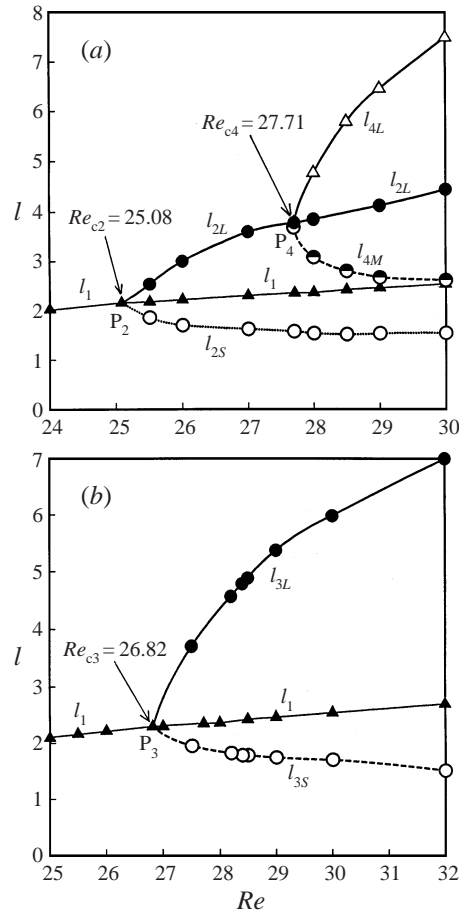 (a)
8
7
6
5
4
3
2
1
0
l
Re_c4 = 27.71
l_4L
Re_c2 = 25.08
l_2L
l_2L
P_4
l_4M
l_1
l_1
P_2
l_2S
24 25 26 27 28 29 30
(b)
7
6
5
4
3
2
1
0
l
l_3L
Re_c3 = 26.82
l_1
l_1
P_3
l_3S
25 26 27 28 29 30 31 32
Re